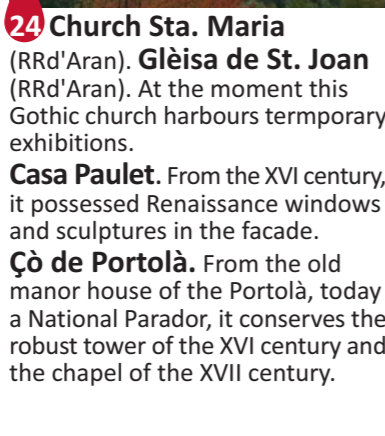 24 Church Sta. Maria
(RRd'Aran). Glèisa de St. Joan
(RRd'Aran). At the moment this
Gothic church harbours termporary
exhibitions.
Casa Paulet. From the XVI century,
it possessed Renaissance windows
and sculptures in the facade.
Çò de Portolà. From the old
manor house of the Portolà, today
a National Parador, it conserves the
robust tower of the XVI century and
the chapel of the XVII century.